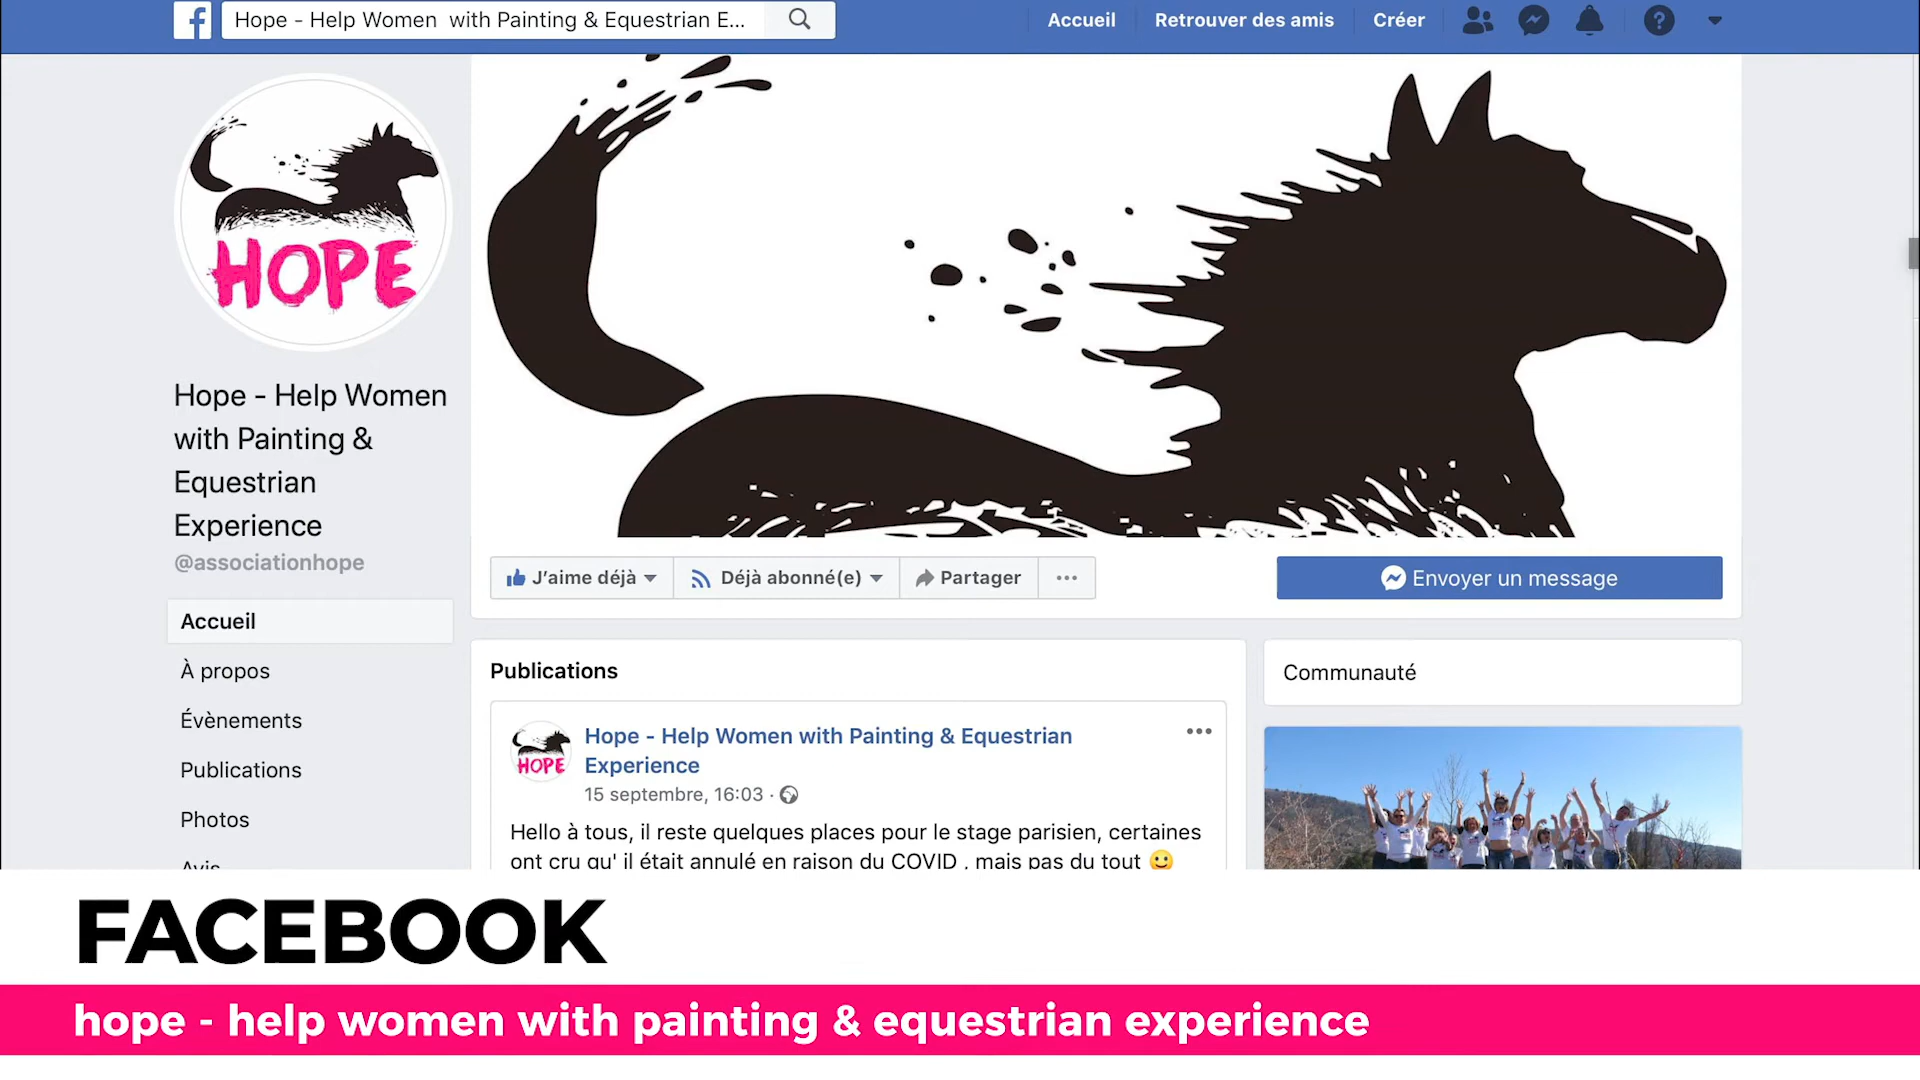 Hope - Help Women with Painting & Equestrian E...
Accueil
Retrouver des amis
Créer
HOPE
Hope - Help Women
with Painting &
Equestrian
Experience
@associationhope
Accueil
À propos
Évènements
Publications
Photos
Avis
J'aime déjà
Déjà abonné(e)
Partager
Envoyer un message
Publications
HOPE
Hope - Help Women with Painting & Equestrian
Experience
15 septembre, 16:03 ·
Hello à tous, il reste quelques places pour le stage parisien, certaines
ont cru qu' il était annulé en raison du COVID , mais pas du tout
Communauté
FACEBOOK
hope - help women with painting & equestrian experience